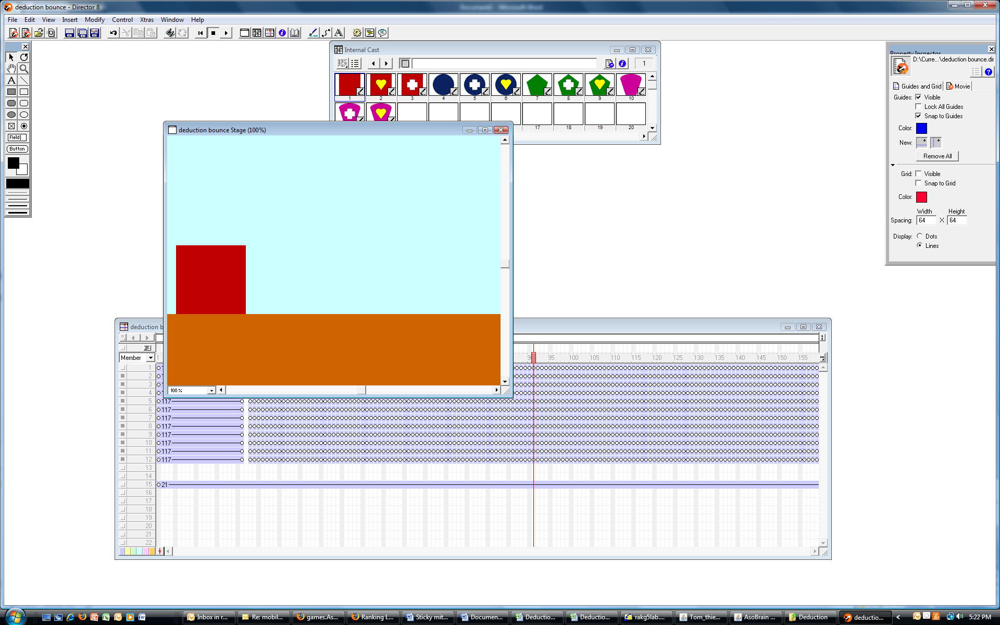 deduction bounce - Director 8
File Edit View Insert Modify Control Xtras Window Help
Internal Cast
1
1 2 3 4 5 6 7 8 9 10
17 18 19 20
Field
Button
deduction bounce Stage (100%)
100 %
Property Inspector
D:\Curre...\deduction bounce.dir
Guides and Grid Movie
Guides: Visible
Lock All Guides
Snap to Guides
Color:
New:
Remove All
Grid: Visible
Snap to Grid
Color:
Width Height
Spacing: 64 X 64
Display: Dots
Lines
deduction b
Member 1 95 100 105 110 115 120 125 130 135 140 145 150 155
1
2
3
4
5 117
6 117
7 117
8 117
9 117
10 117
11 117
12 117
13
14
15 21
16
17
18
19
20
21
22
Inbox in r... Re: mobil... games.As... Ranking L... Sticky mit... Documen... Deductio... Deductio... rakg5lab.... Tom_thie... AsoBrain ... Deduction deductio... < 5:22 PM